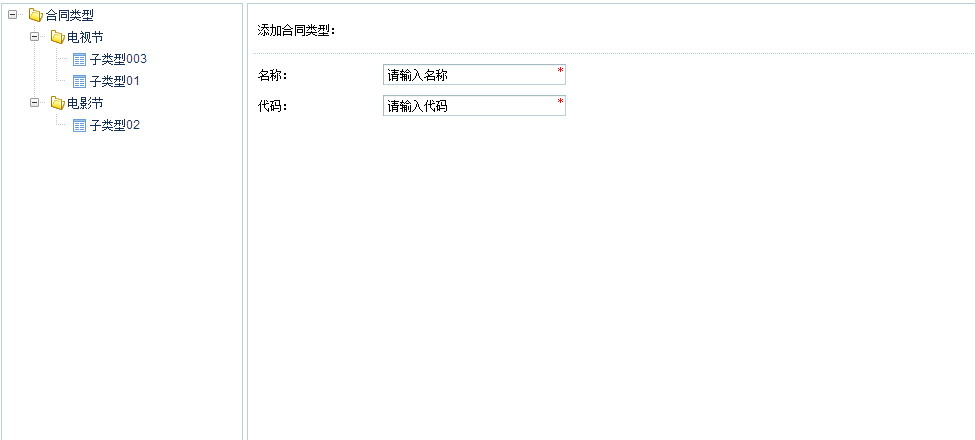 合同类型
电视节
子类型003
子类型01
电影节
子类型02
添加合同类型:
名称:
请输入名称 *
代码:
请输入代码 *